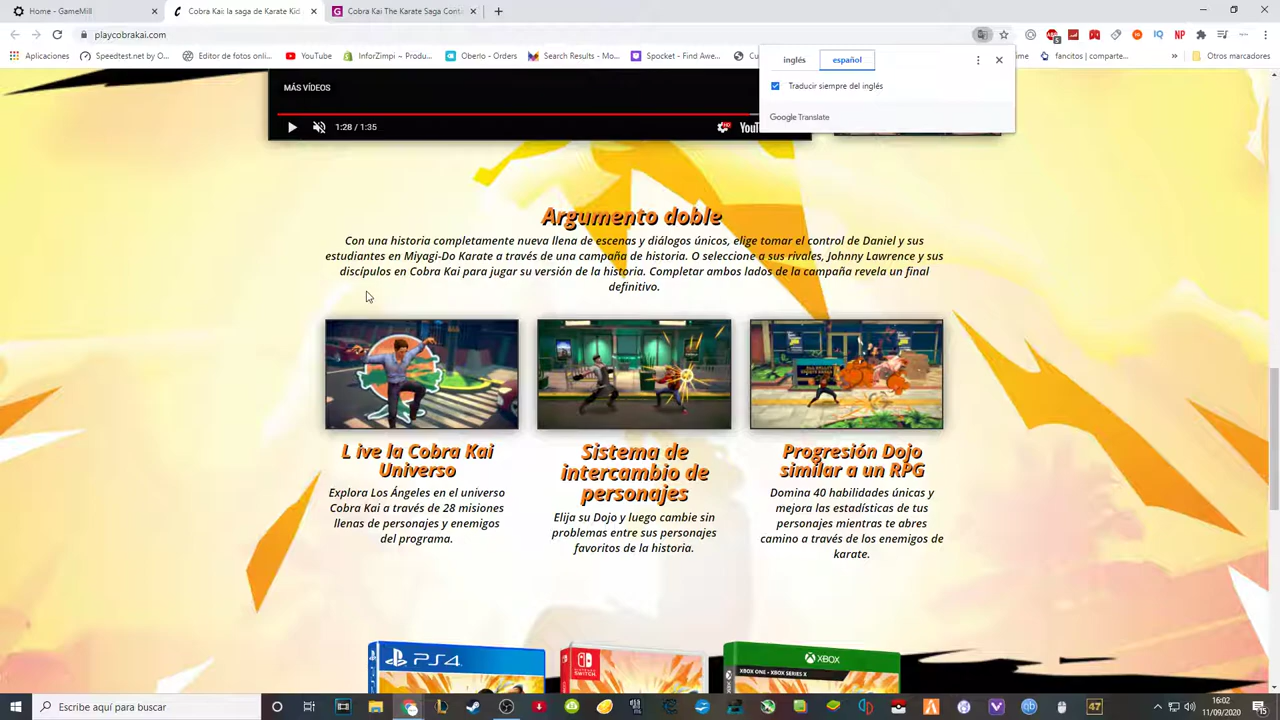 Home - GameMill
Cobra Kai: la saga de Karate Kid
Cobra Kai The Karate Saga Conti
playcobrakai.com
Aplicaciones
Speedtest.net by O...
Editor de fotos onli...
YouTube
InforZimpi – Produ...
Oberlo - Orders
Search Results - Mo...
Spocket - Find Awe...
fancitos | comparte...
Otros marcadores
inglés
español
Traducir siempre del inglés
Google Translate
MÁS VÍDEOS
1:28 / 1:35
Argumento doble
Con una historia completamente nueva llena de escenas y diálogos únicos, elige tomar el control de Daniel y sus
estudiantes en Miyagi-Do Karate a través de una campaña de historia. O seleccione a sus rivales, Johnny Lawrence y sus
discípulos en Cobra Kai para jugar su versión de la historia. Completar ambos lados de la campaña revela un final
definitivo.
L ive la Cobra Kai
Universo
Explora Los Ángeles en el universo
Cobra Kai a través de 28 misiones
llenas de personajes y enemigos
del programa.
Sistema de
intercambio de
personajes
Elija su Dojo y luego cambie sin
problemas entre sus personajes
favoritos de la historia.
Progresión Dojo
similar a un RPG
Domina 40 habilidades únicas y
mejora las estadísticas de tus
personajes mientras te abres
camino a través de los enemigos de
karate.
PS4
XBOX
XBOX ONE • XBOX SERIES X
Escribe aquí para buscar
47
16:02
11/09/2020